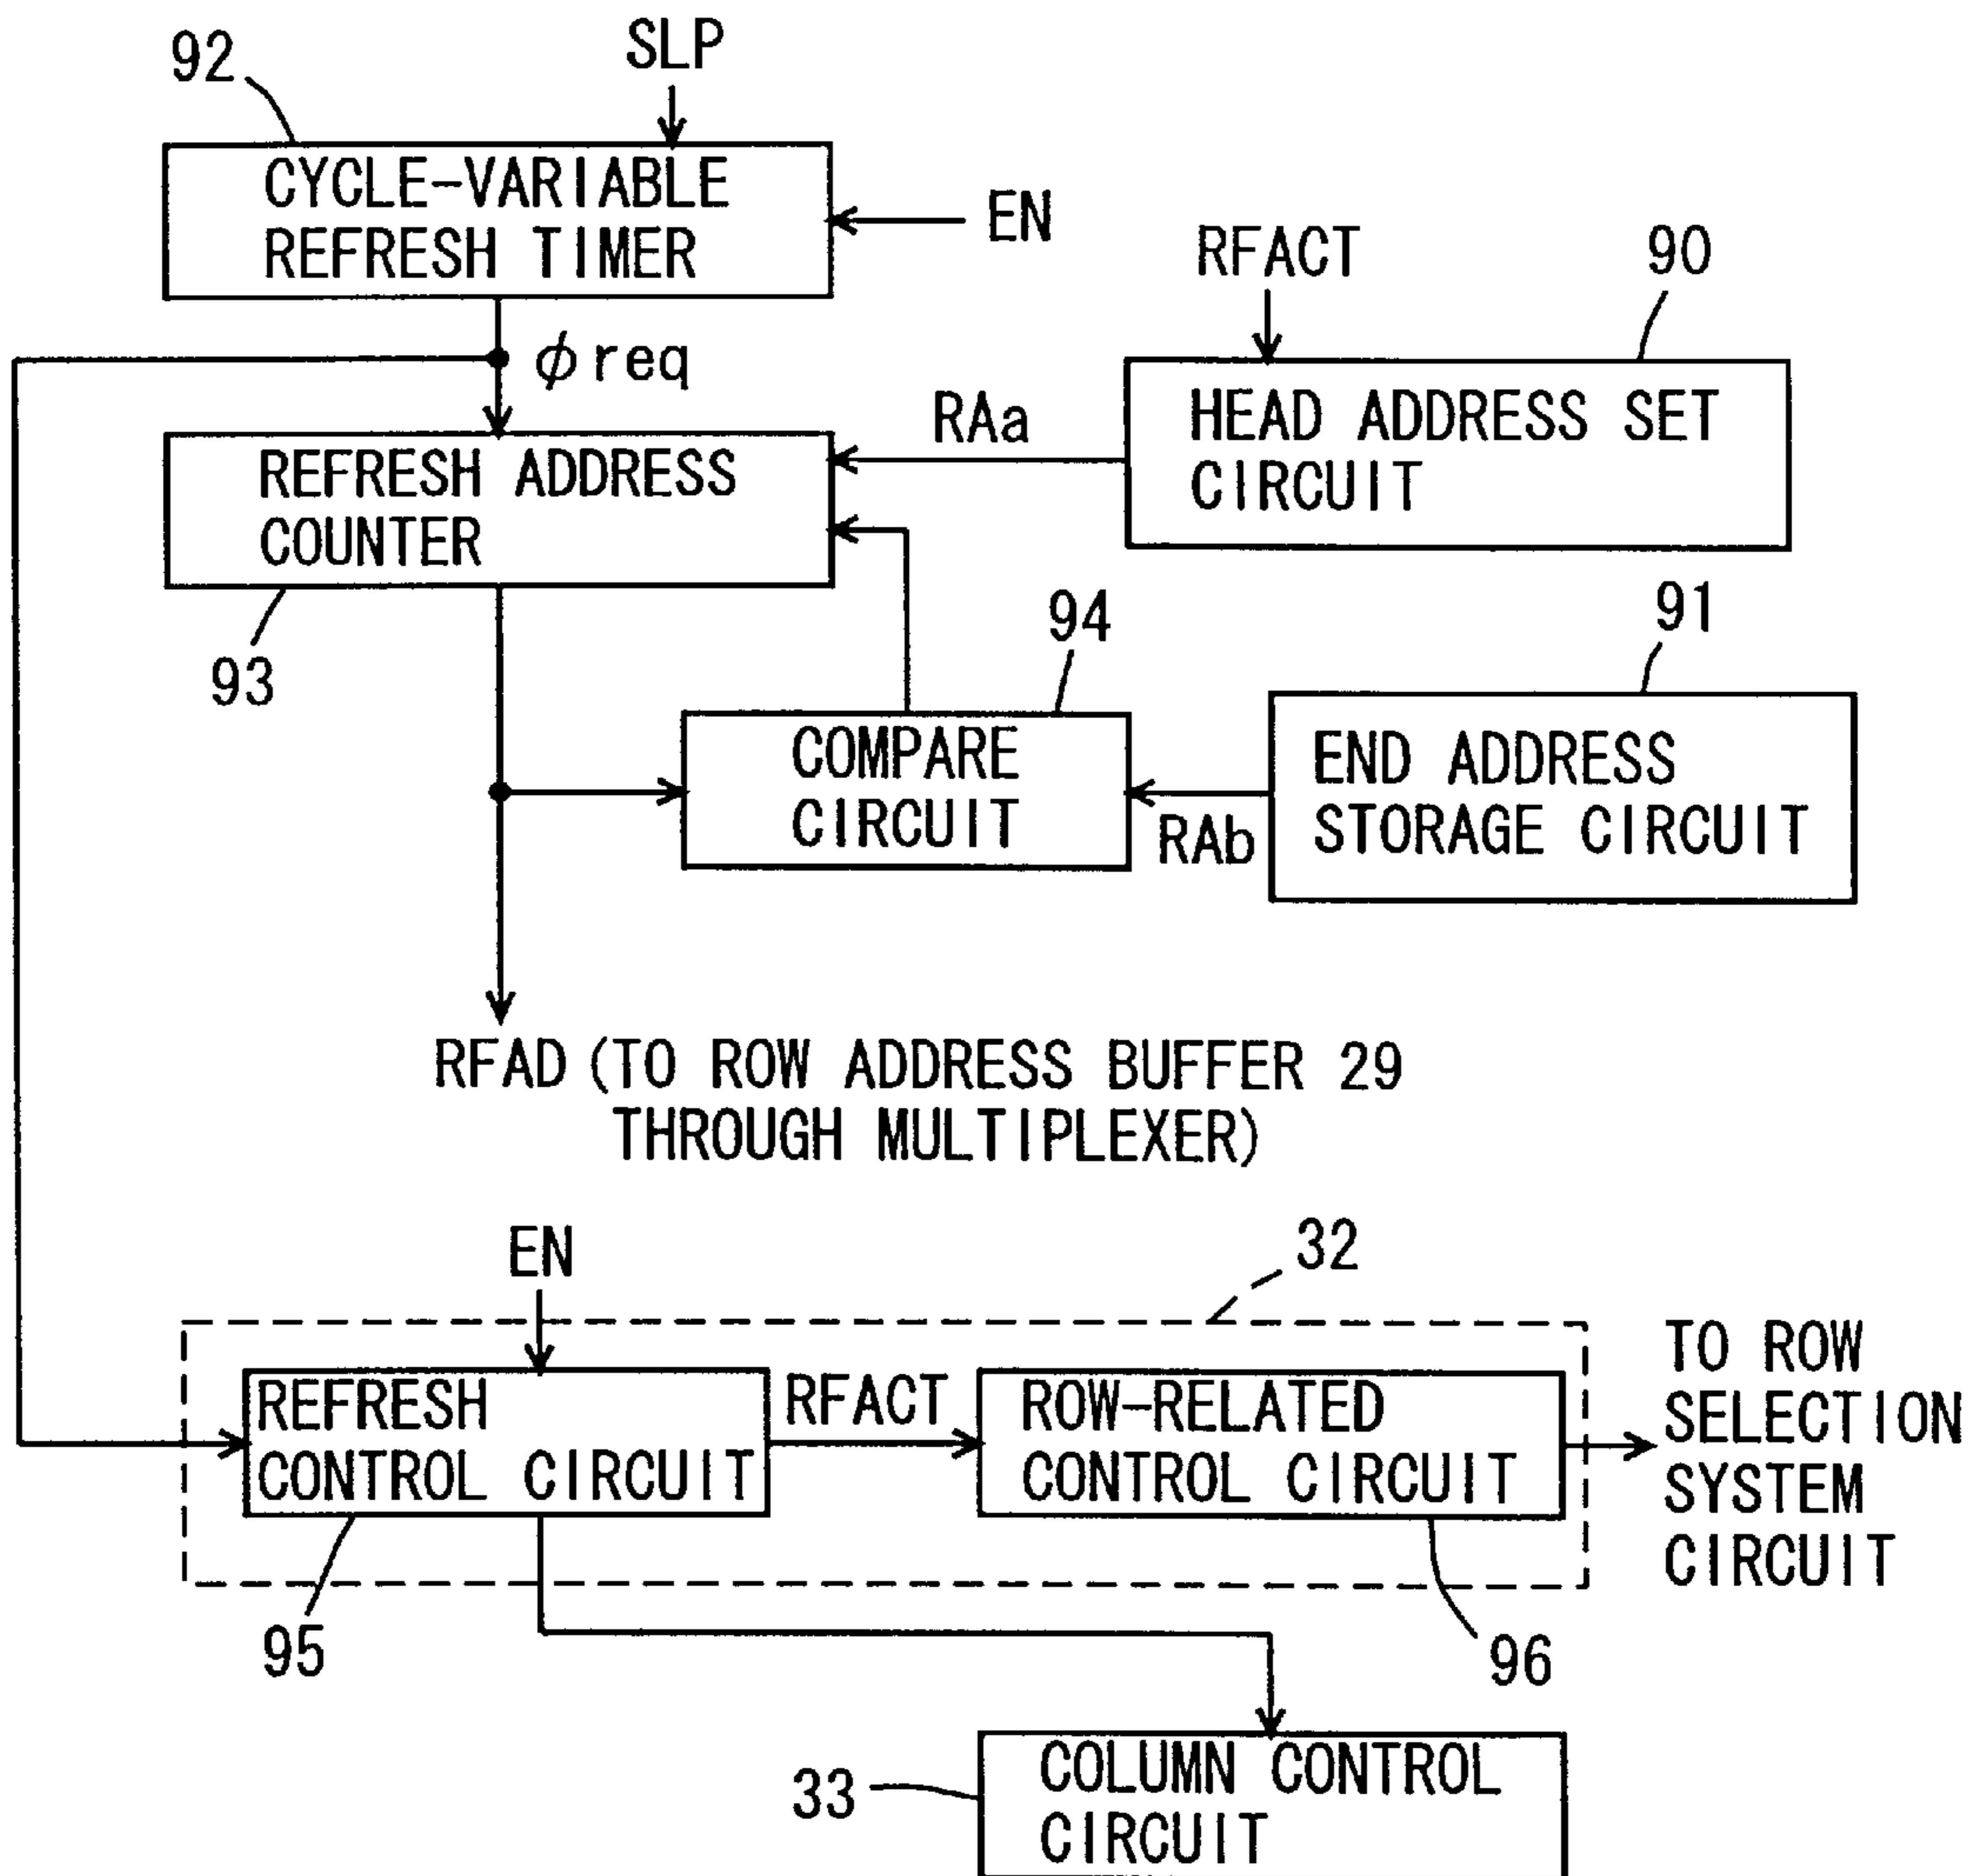 92
SLP
CYCLE-VARIABLE
REFRESH TIMER
EN
RFACT
90
φreq
HEAD ADDRESS SET
CIRCUIT
RAa
REFRESH ADDRESS
COUNTER
93
94
91
COMPARE
CIRCUIT
END ADDRESS
STORAGE CIRCUIT
RAb
RFAD (TO ROW ADDRESS BUFFER 29
THROUGH MULTIPLEXER)
EN
32
REFRESH
CONTROL CIRCUIT
RFACT
ROW-RELATED
CONTROL CIRCUIT
TO ROW
SELECTION
SYSTEM
CIRCUIT
95
96
33
COLUMN CONTROL
CIRCUIT